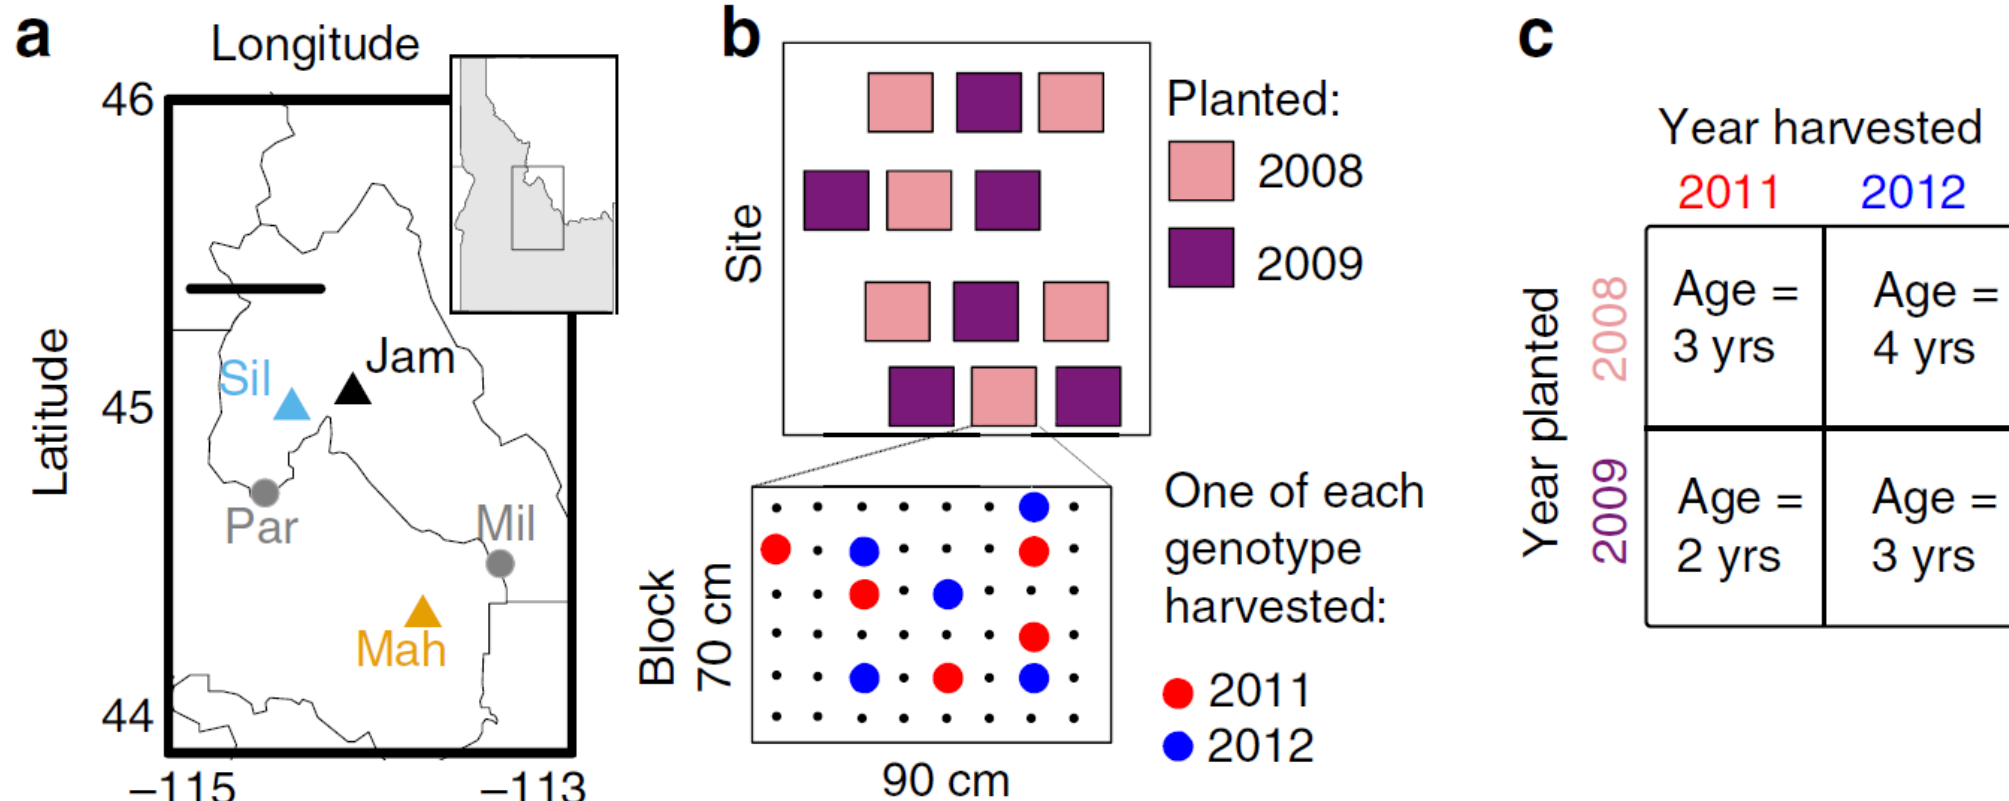 a
Longitude
46
45
44
Latitude
Sil
Jam
Par
Mil
Mah
–115
–113
b
Site
Planted:
2008
2009
Block
70 cm
90 cm
One of each
genotype
harvested:
2011
2012
c
Year harvested
2011
2012
Year planted
2008
2009
Age =
3 yrs
Age =
4 yrs
Age =
2 yrs
Age =
3 yrs